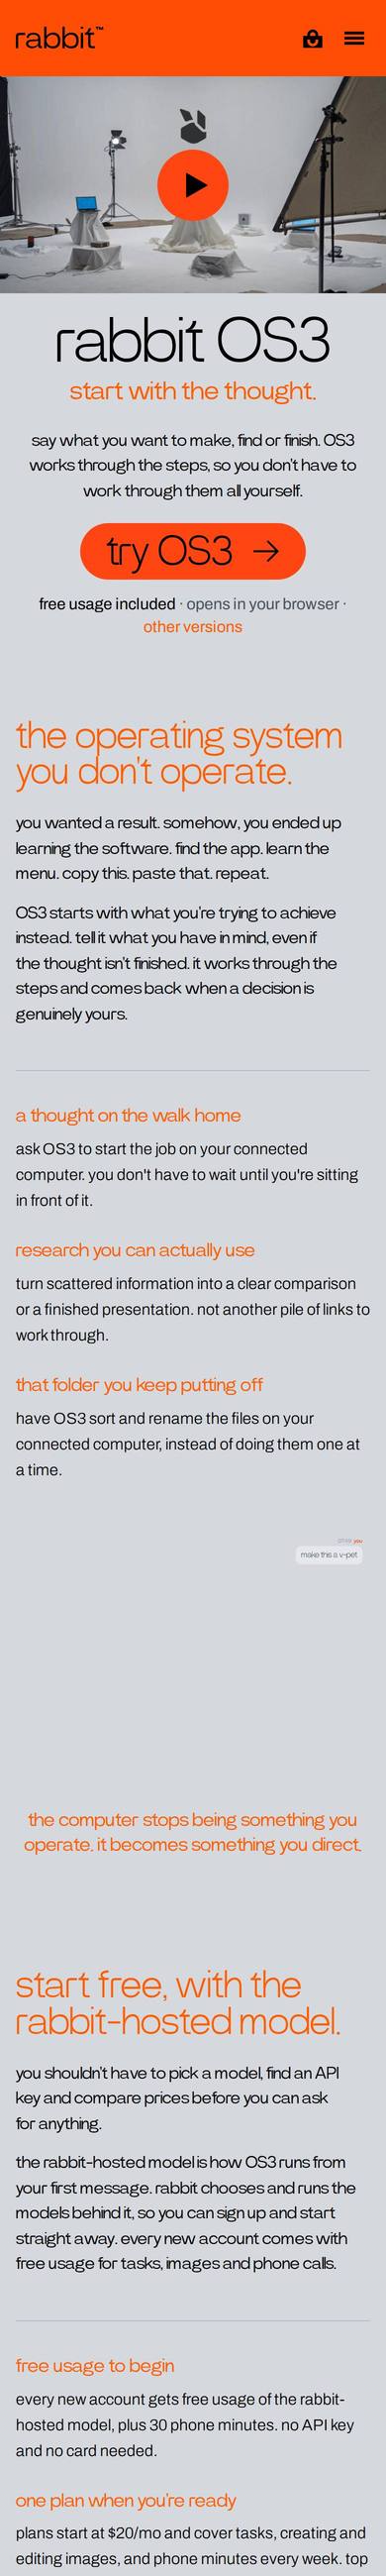 rabbit™
rabbit OS3
start with the thought.
say what you want to make, find or finish. OS3
works through the steps, so you don't have to
work through them all yourself.
try OS3 →
free usage included · opens in your browser ·
other versions
the operating system
you don't operate.
you wanted a result. somehow, you ended up
learning the software. find the app. learn the
menu. copy this. paste that. repeat.
OS3 starts with what you're trying to achieve
instead. tell it what you have in mind, even if
the thought isn't finished. it works through the
steps and comes back when a decision is
genuinely yours.
a thought on the walk home
ask OS3 to start the job on your connected
computer. you don't have to wait until you're sitting
in front of it.
research you can actually use
turn scattered information into a clear comparison
or a finished presentation. not another pile of links to
work through.
that folder you keep putting off
have OS3 sort and rename the files on your
connected computer, instead of doing them one at
a time.
you
make this a v-pet
the computer stops being something you
operate. it becomes something you direct.
start free, with the
rabbit-hosted model.
you shouldn't have to pick a model, find an API
key and compare prices before you can ask
for anything.
the rabbit-hosted model is how OS3 runs from
your first message. rabbit chooses and runs the
models behind it, so you can sign up and start
straight away. every new account comes with
free usage for tasks, images and phone calls.
free usage to begin
every new account gets free usage of the rabbit-
hosted model, plus 30 phone minutes. no API key
and no card needed.
one plan when you're ready
plans start at $20/mo and cover tasks, creating and
editing images, and phone minutes every week. top